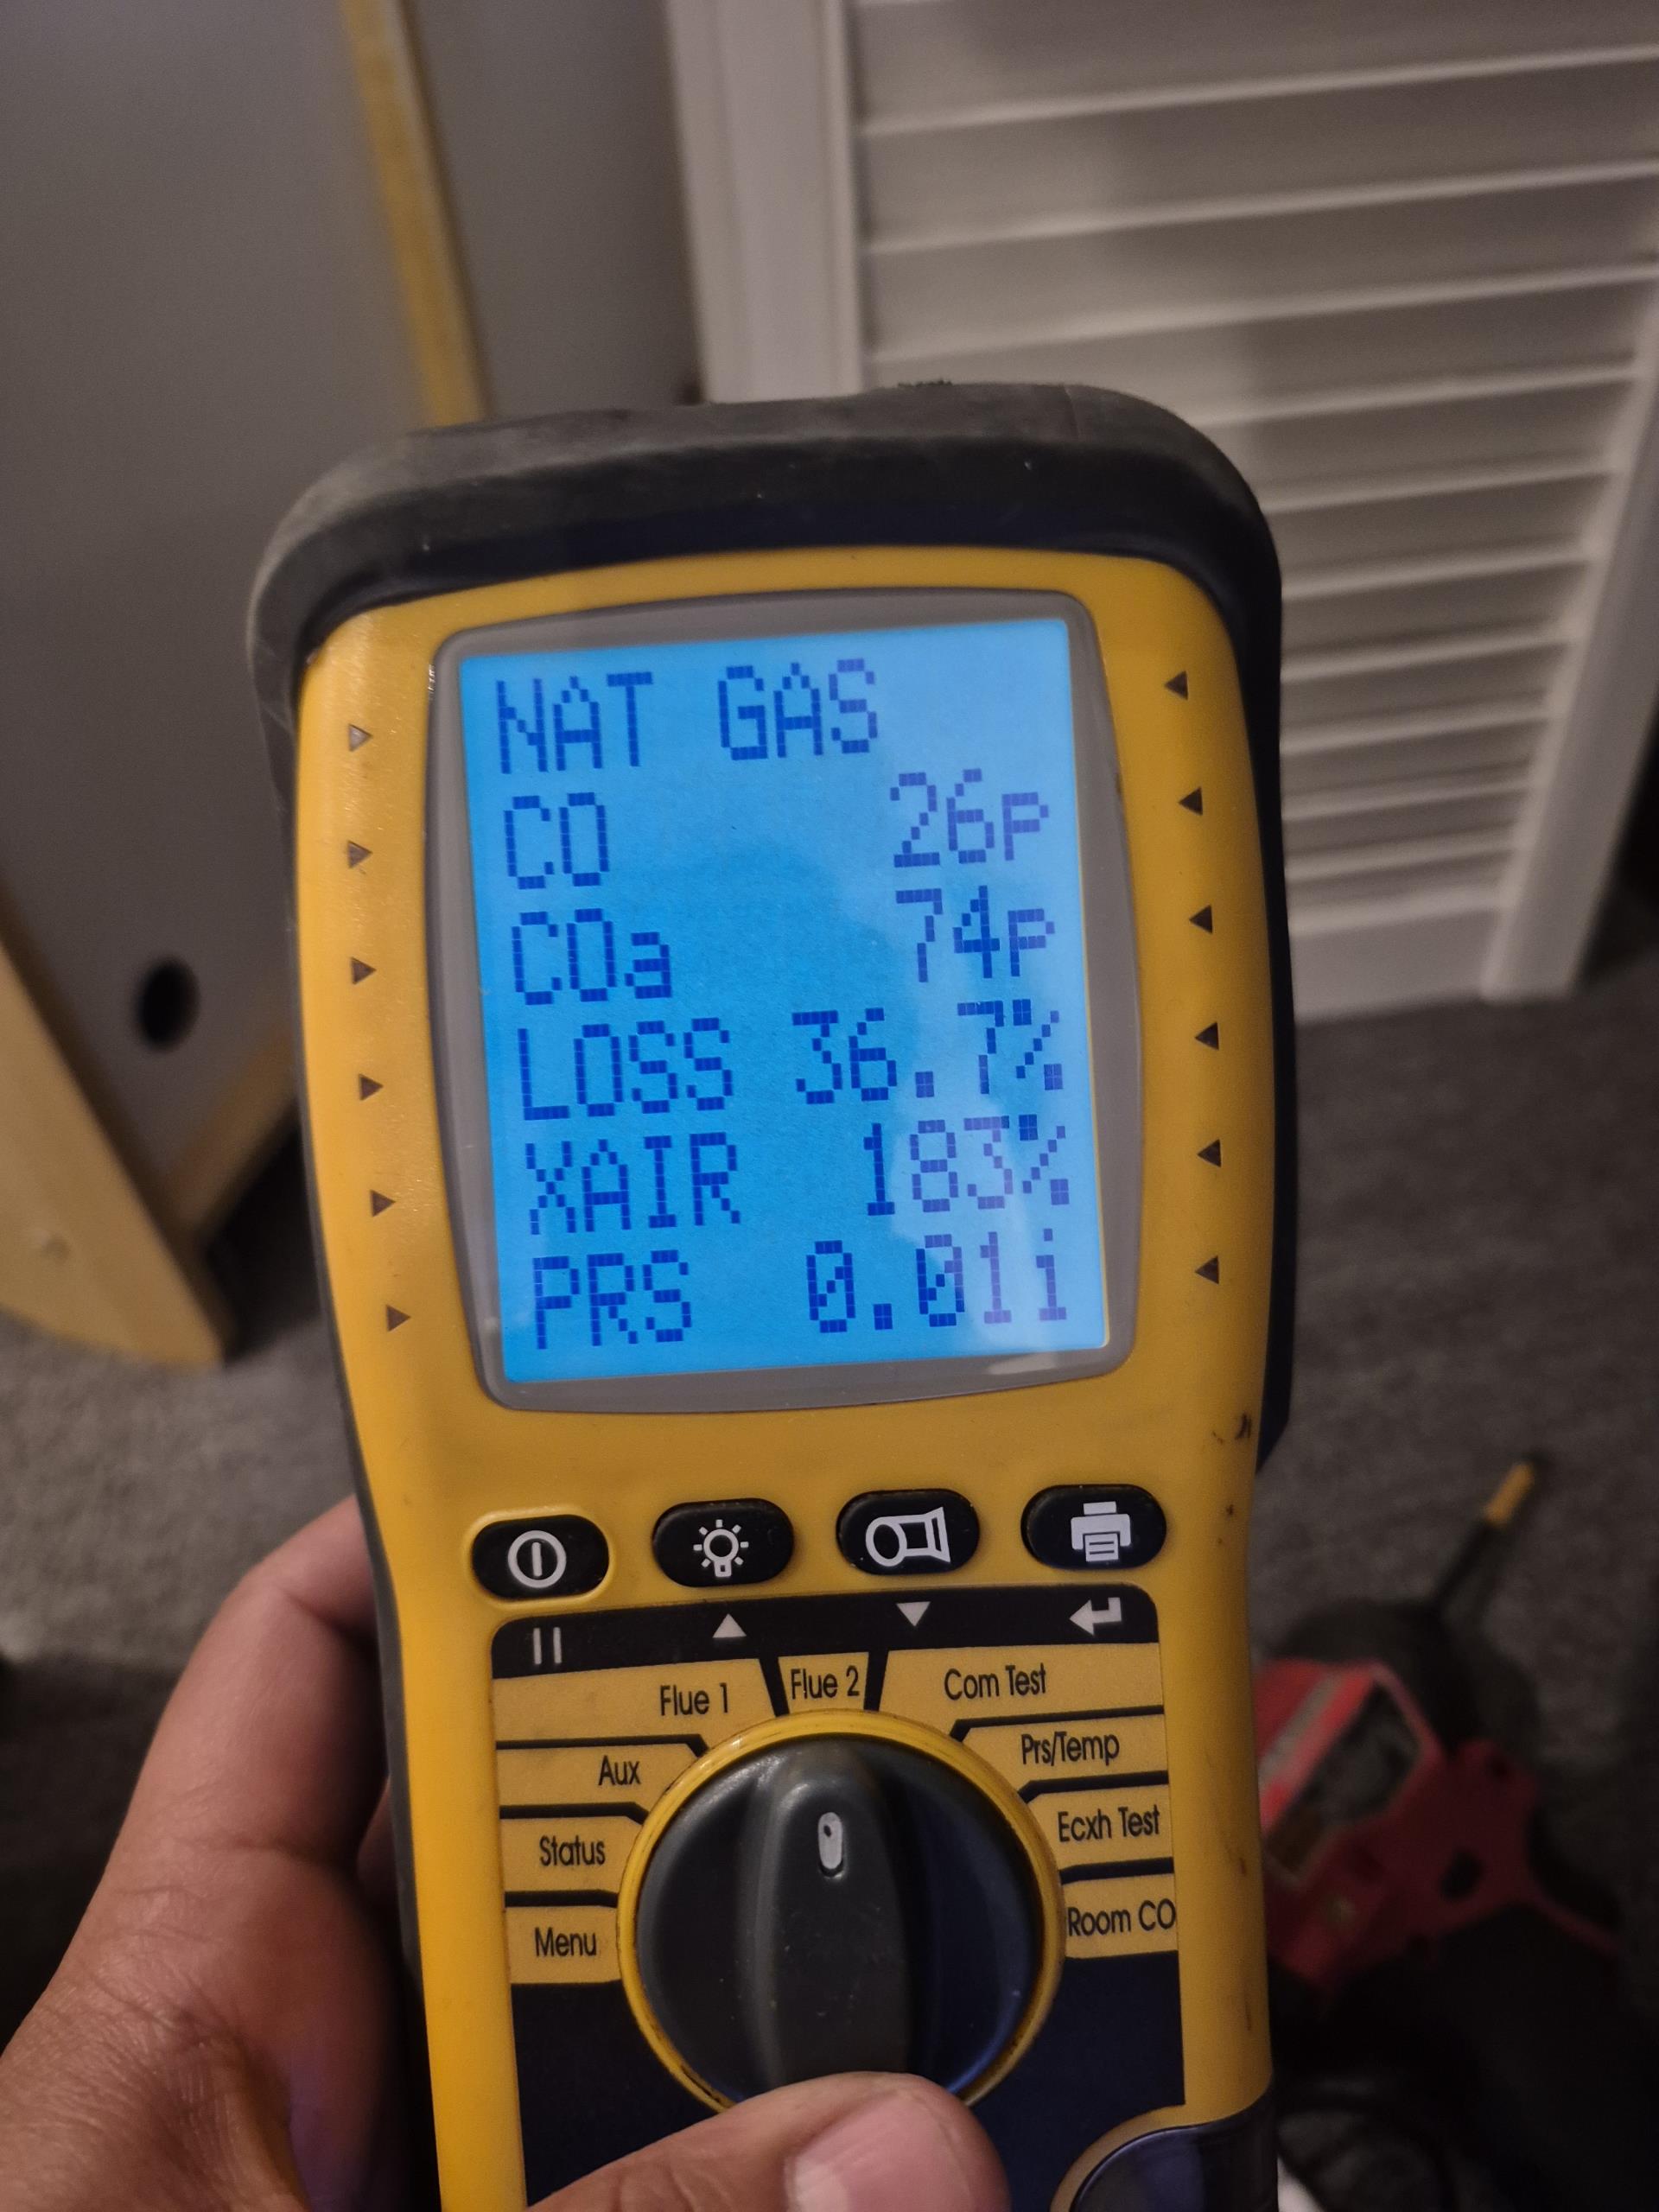 NAT GAS
CO 26p
COa 74p
LOSS 36.7%
XAIR 183%
PRS 0.01i
Flue 1
Flue 2
Com Test
Aux
Prs/Temp
Status
Ecxh Test
Menu
Room CO